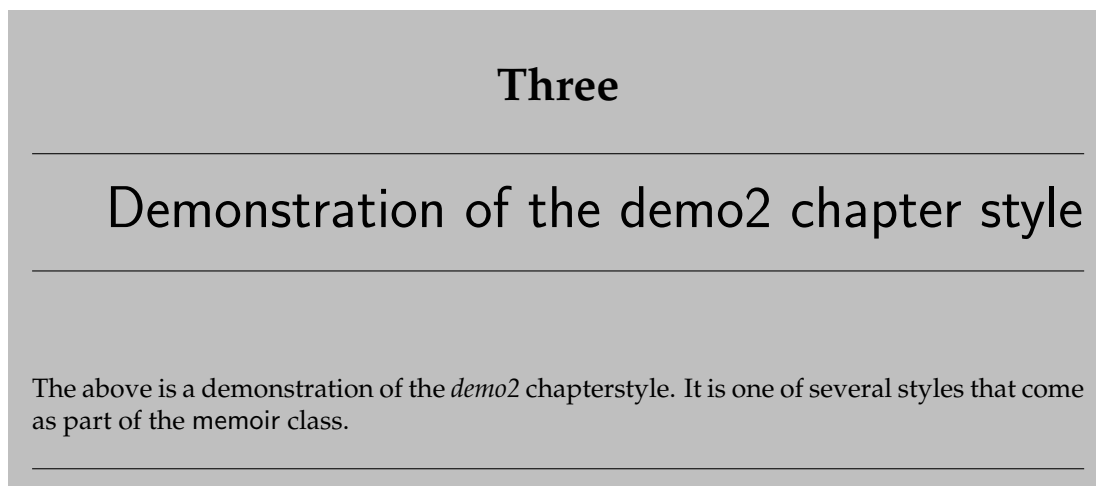 Three
Demonstration of the demo2 chapter style
The above is a demonstration of the demo2 chapterstyle. It is one of several styles that come
as part of the memoir class.